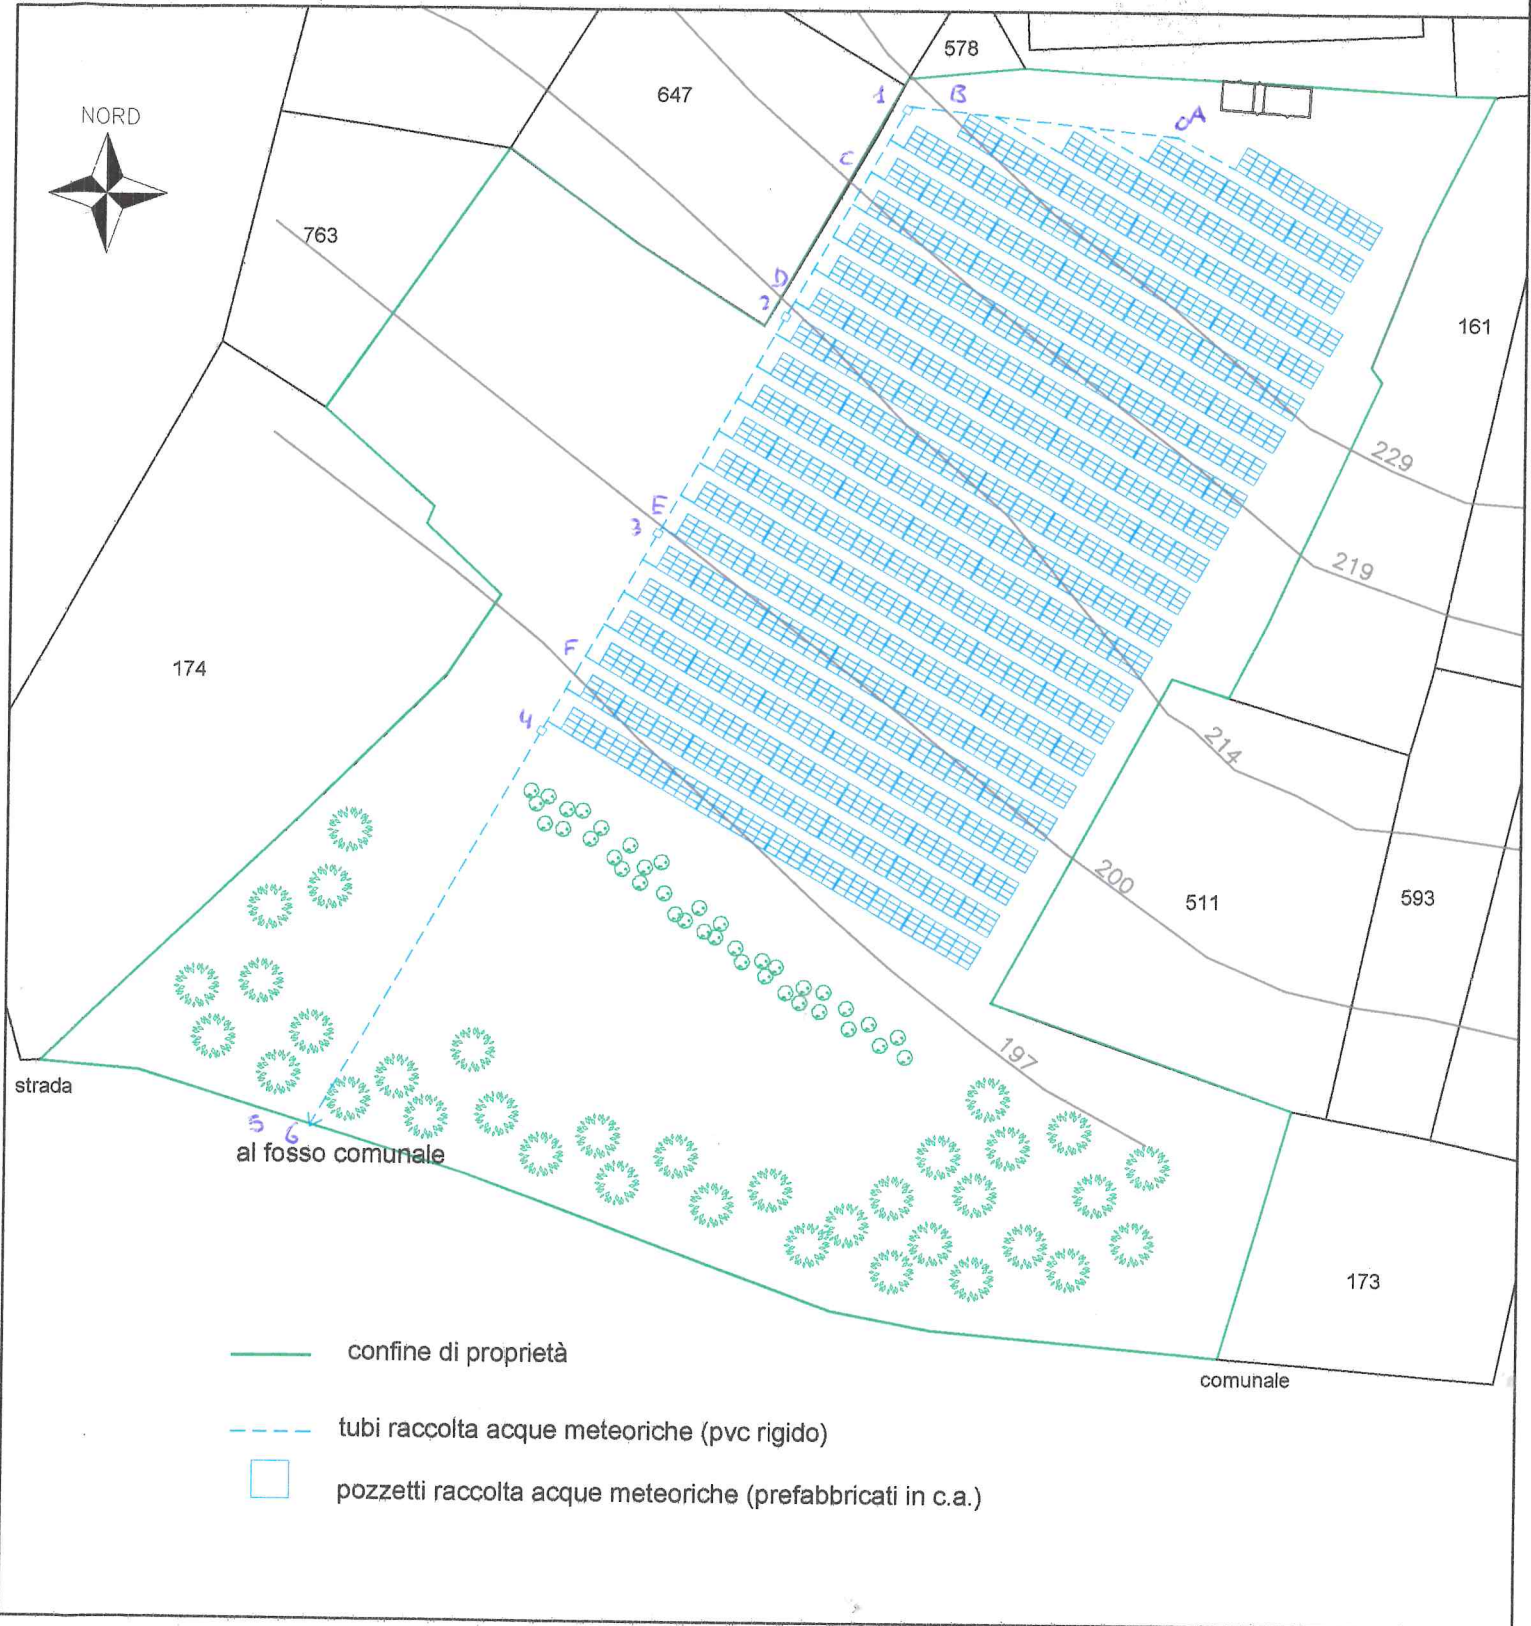 578
647
1
B
A
NORD
C
763
D
2
161
229
E
3
219
F
174
4
214
200
511
593
197
strada
5
6
al fosso comunale
173
confine di proprietà
comunale
tubi raccolta acque meteoriche (pvc rigido)
pozzetti raccolta acque meteoriche (prefabbricati in c.a.)